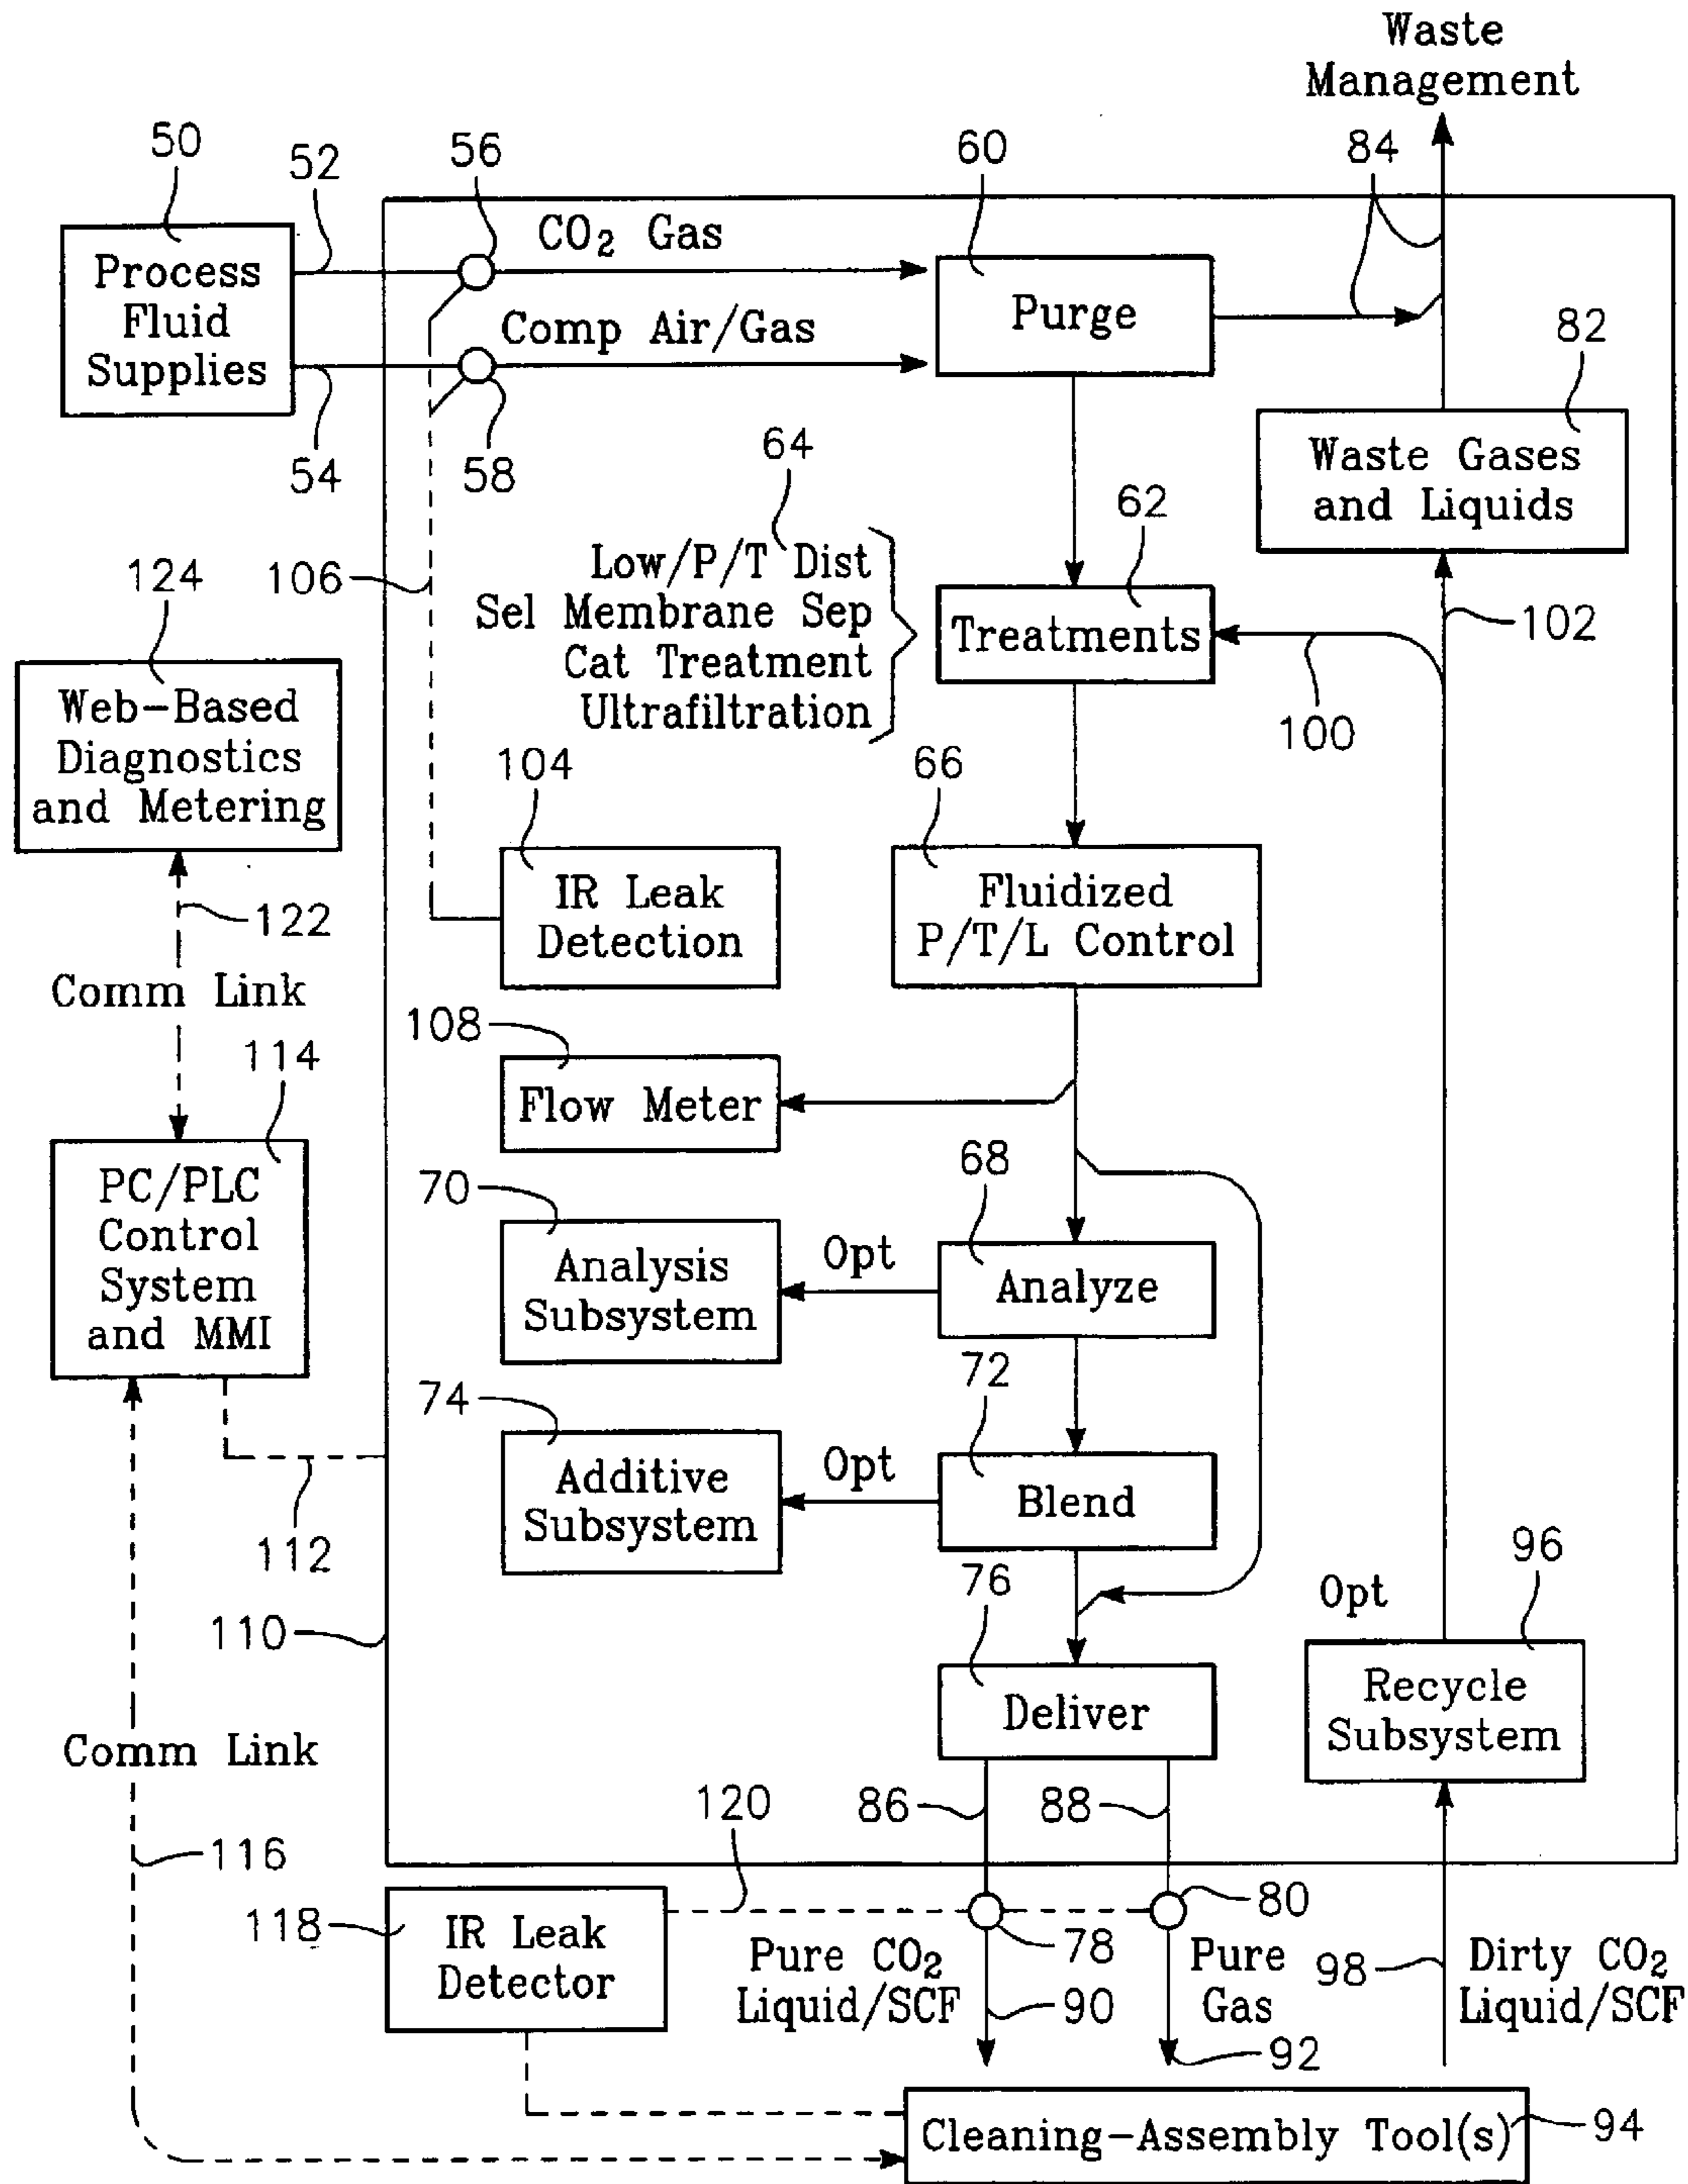 Waste
Management
50
52
56
60
84
CO₂ Gas
Process
Fluid
Supplies
Purge
Comp Air/Gas
82
54
58
64
Waste Gases
and Liquids
62
Low/P/T Dist
Sel Membrane Sep
Cat Treatment
Ultrafiltration
106
124
Treatments
102
100
Web-Based
Diagnostics
and Metering
104
66
IR Leak
Detection
Fluidized
P/T/L Control
122
Comm Link
108
114
Flow Meter
68
PC/PLC
Control
System
and MMI
70
Analysis
Subsystem
Opt
Analyze
72
74
Additive
Subsystem
Opt
Blend
112
96
76
Opt
110
Deliver
Recycle
Subsystem
Comm Link
120
86
88
116
118
80
IR Leak
Detector
78
Pure CO₂
Liquid/SCF
Pure
Gas
98
Dirty CO₂
Liquid/SCF
90
92
Cleaning-Assembly Tool(s)
94